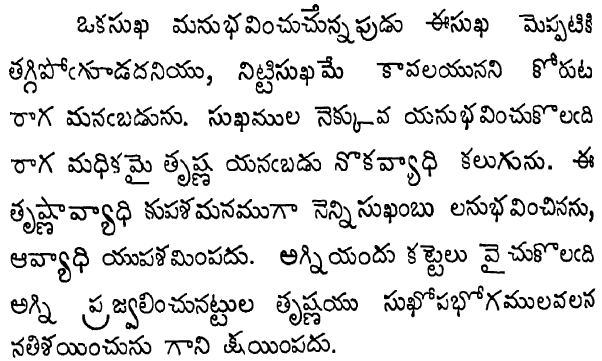 ఒకసుఖ మనుభవించుచున్నపుడు ఈసుఖ మెప్పటికి
తగ్గిపోఁగూడదనియు, నిట్టిసుఖమే కావలయునని కోరుట
రాగ మనఁబడును. సుఖముల నెక్కువ యనుభవించుకొలఁది
రాగ మధికమై తృష్ణ యనఁబడు నొకవ్యాధి కలుగును. ఈ
తృష్ణావ్యాధి కుపశమనముగా నెన్నిసుఖంబు లనుభవించినను,
ఆవ్యాధి యుపశమింపదు. అగ్నియందు కట్టెలు వైచుకొలఁది
అగ్ని ప్రజ్వలించునట్టుల తృష్ణయు సుఖోపభోగములవలన
నతిశయించును గాని క్షయింపదు.